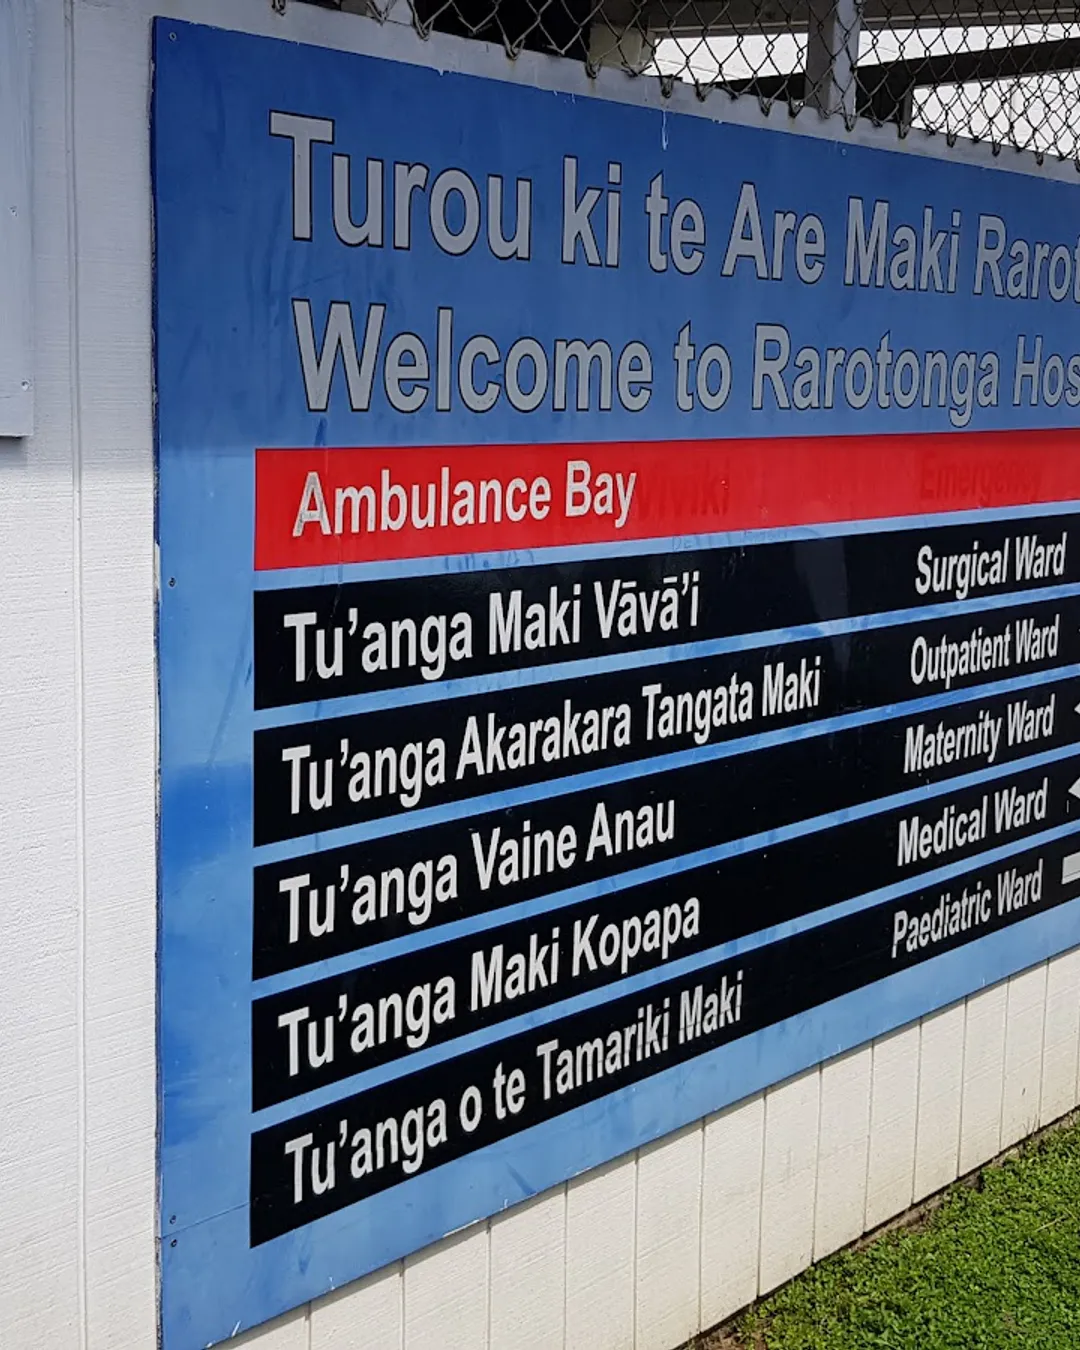 Turou ki te Are Maki Rarot
Welcome to Rarotonga Hos
Ambulance Bay Viviki Emergency
Tu'anga Maki Vāvā'i Surgical Ward
Tu'anga Akarakara Tangata Maki Outpatient Ward
Tu'anga Vaine Anau Maternity Ward
Tu'anga Maki Kopapa Medical Ward
Tu'anga o te Tamariki Maki Paediatric Ward